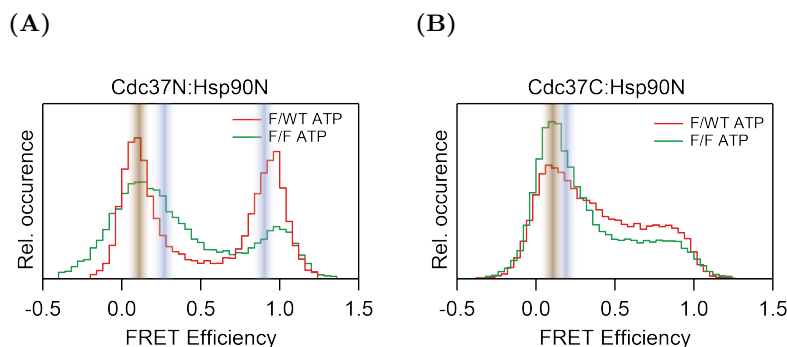 (A)
Cdc37N:Hsp90N
F/WT ATP
F/F ATP
Rel. occurence
-0.5 0.0 0.5 1.0 1.5
FRET Efficiency
(B)
Cdc37C:Hsp90N
F/WT ATP
F/F ATP
Rel. occurence
-0.5 0.0 0.5 1.0 1.5
FRET Efficiency